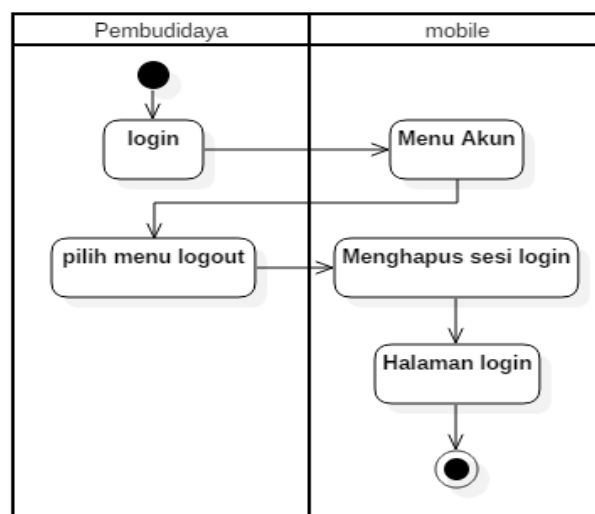 Pembudidaya
mobile
login
Menu Akun
pilih menu logout
Menghapus sesi login
Halaman login